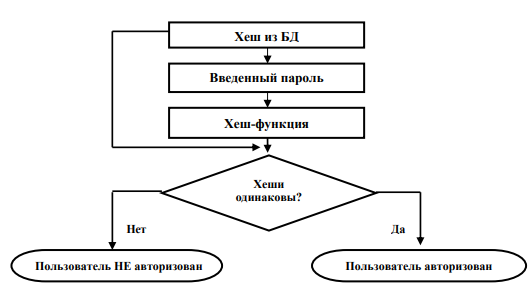 Хеш из БД
Введенный пароль
Хеш-функция
Хеши
одинаковы?
Нет
Да
Пользователь НЕ авторизован
Пользователь авторизован